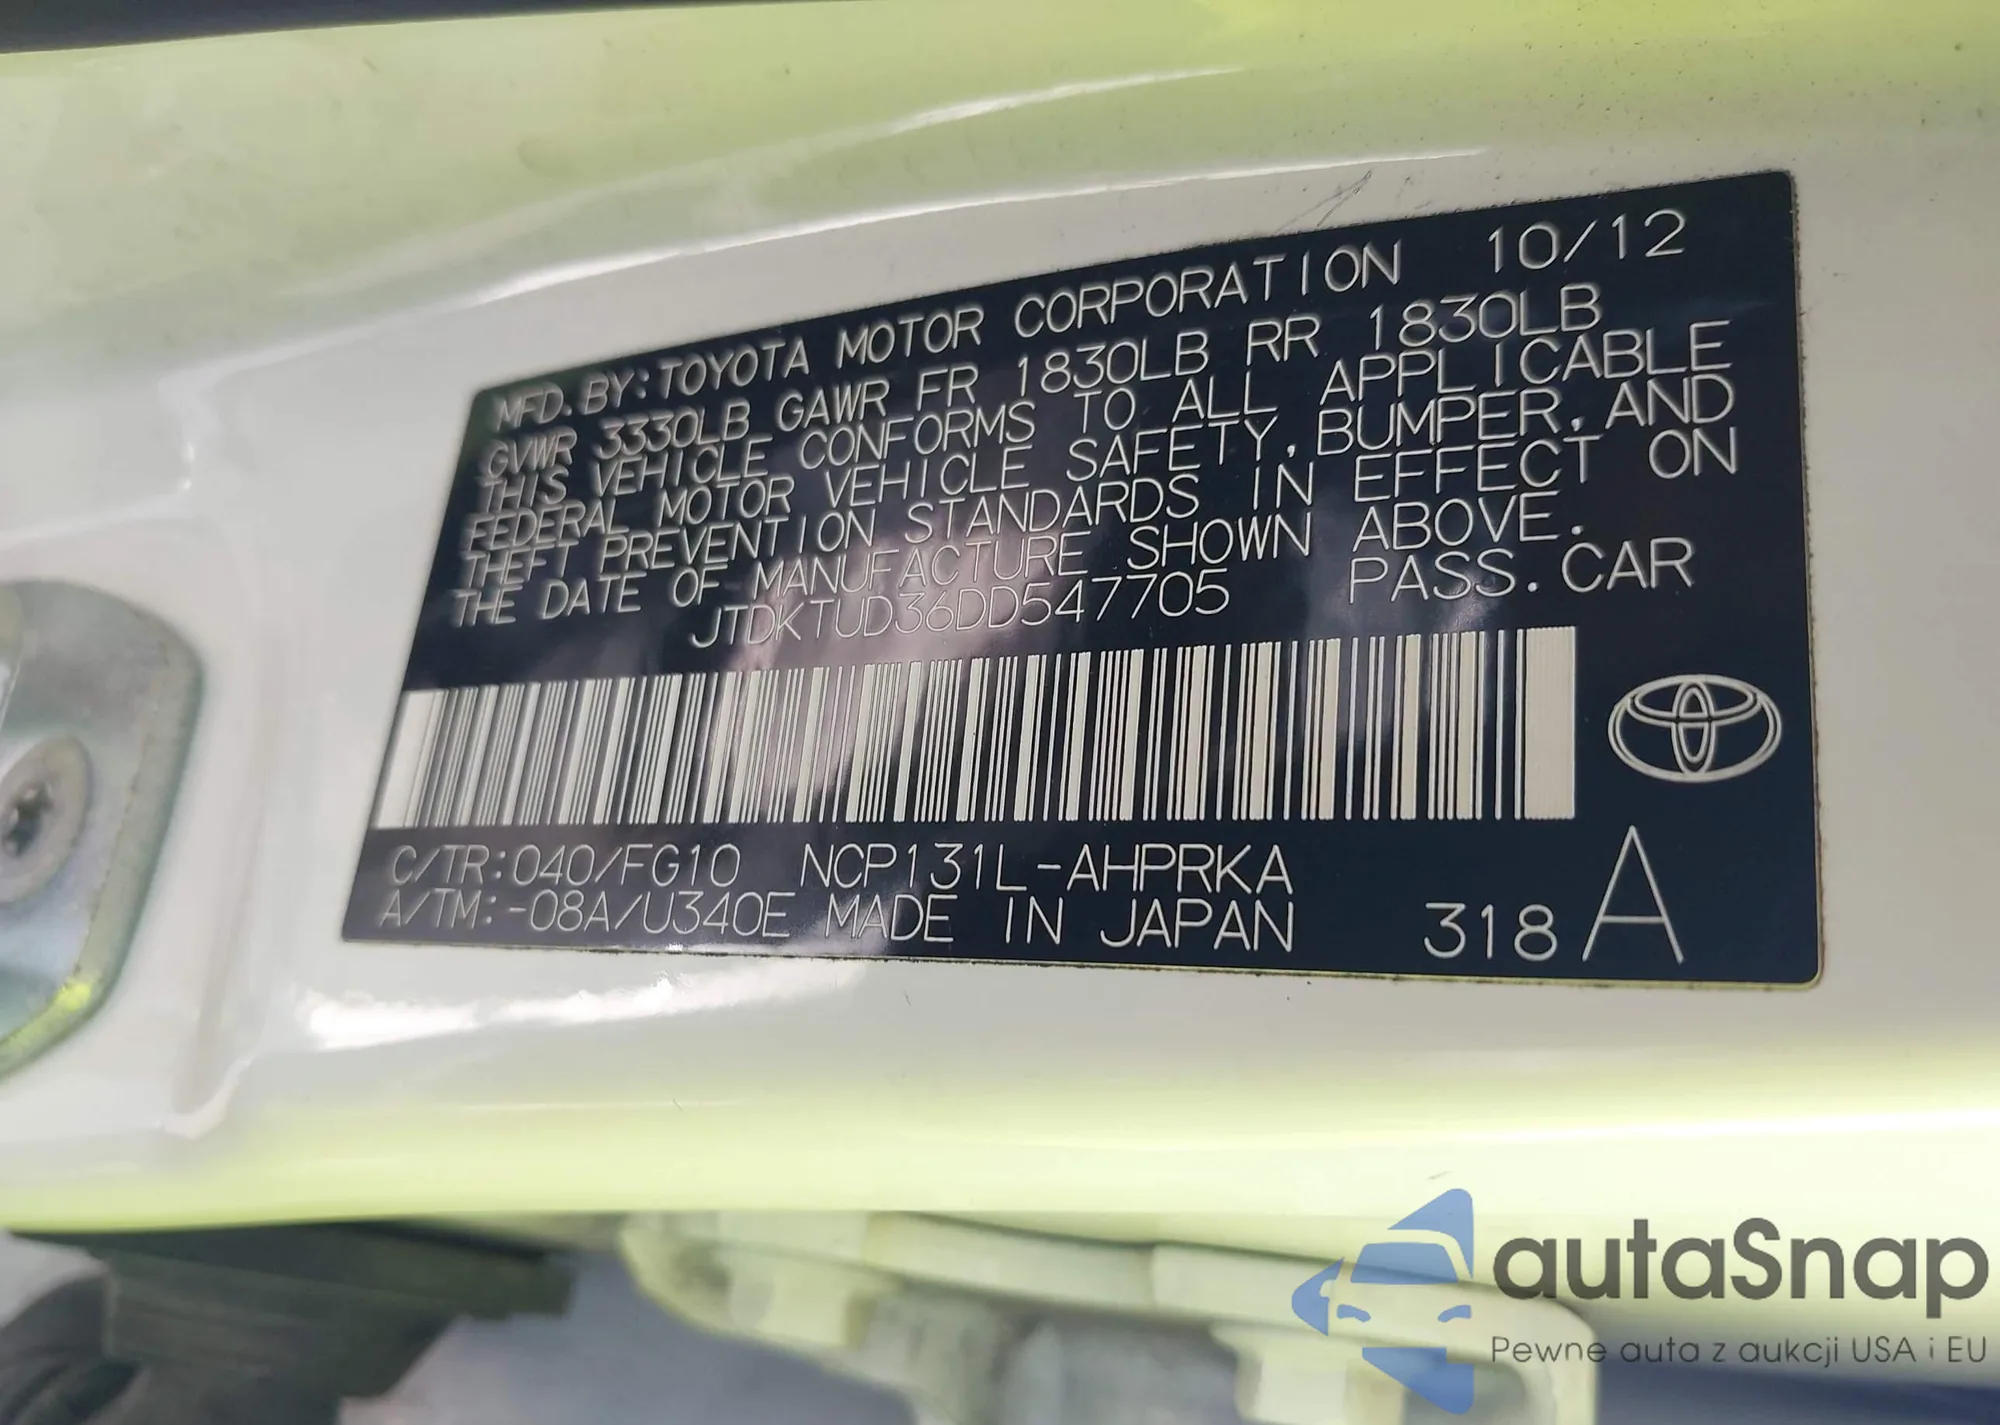 MFD. BY: TOYOTA MOTOR CORPORATION 10/12
GVWR 3330LB GAWR FR 1830LB RR 1830LB
THIS VEHICLE CONFORMS TO ALL APPLICABLE
FEDERAL MOTOR VEHICLE SAFETY, BUMPER, AND
THEFT PREVENTION STANDARDS IN EFFECT ON
THE DATE OF MANUFACTURE SHOWN ABOVE.
JTDKTUD36DD547705 PASS. CAR
C/TR:040/FG10 NCP131L-AHPRKA
A/TM:-08A/U340E MADE IN JAPAN 318 A
autaSnap
Pewne auta z aukcji USA i EU